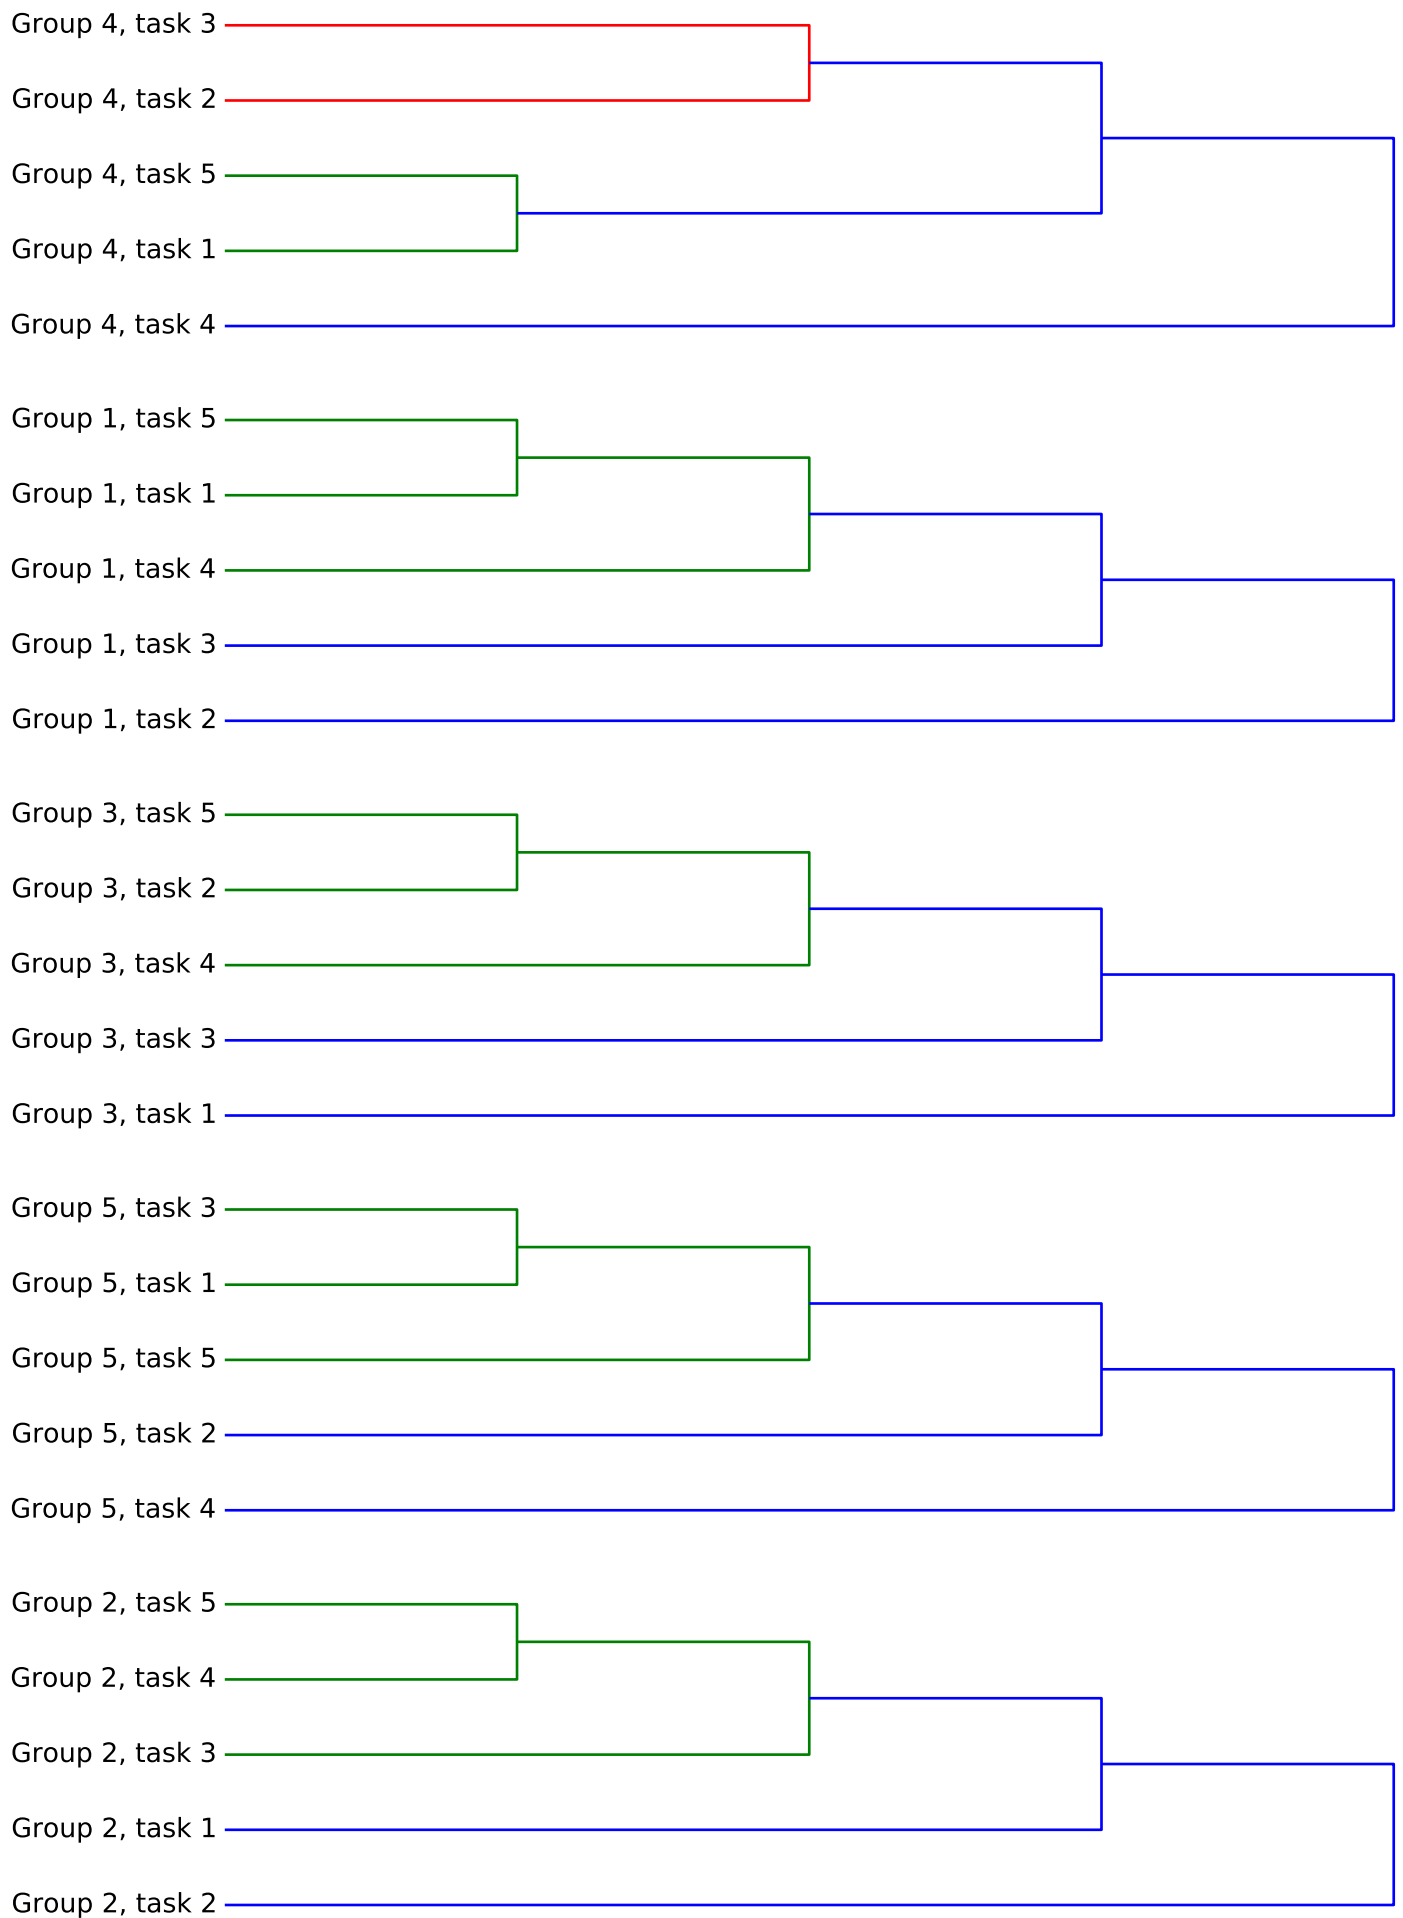 Group 4, task 3
Group 4, task 2
Group 4, task 5
Group 4, task 1
Group 4, task 4
Group 1, task 5
Group 1, task 1
Group 1, task 4
Group 1, task 3
Group 1, task 2
Group 3, task 5
Group 3, task 2
Group 3, task 4
Group 3, task 3
Group 3, task 1
Group 5, task 3
Group 5, task 1
Group 5, task 5
Group 5, task 2
Group 5, task 4
Group 2, task 5
Group 2, task 4
Group 2, task 3
Group 2, task 1
Group 2, task 2